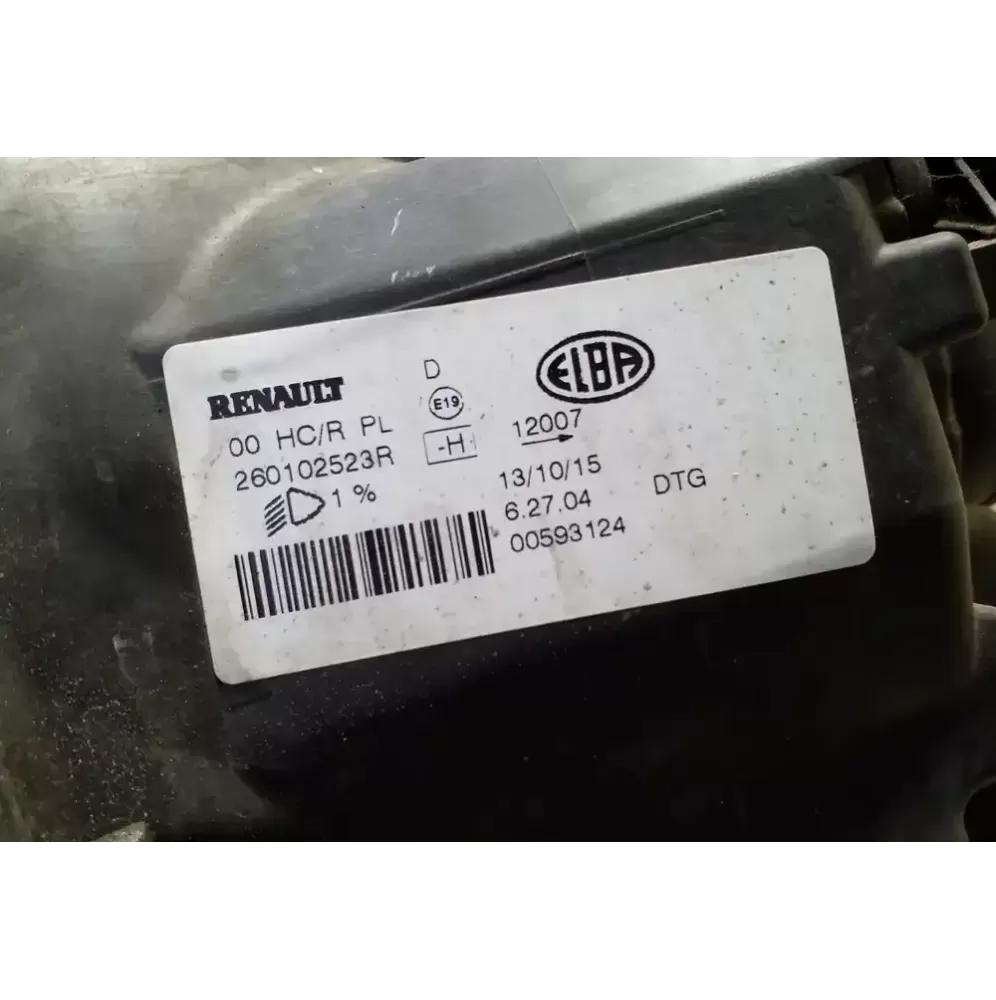 RENAULT
D
ELBA
E19
00 HC/R PL
-H
12007
260102523R
13/10/15
1 %
6.27.04
DTG
00593124